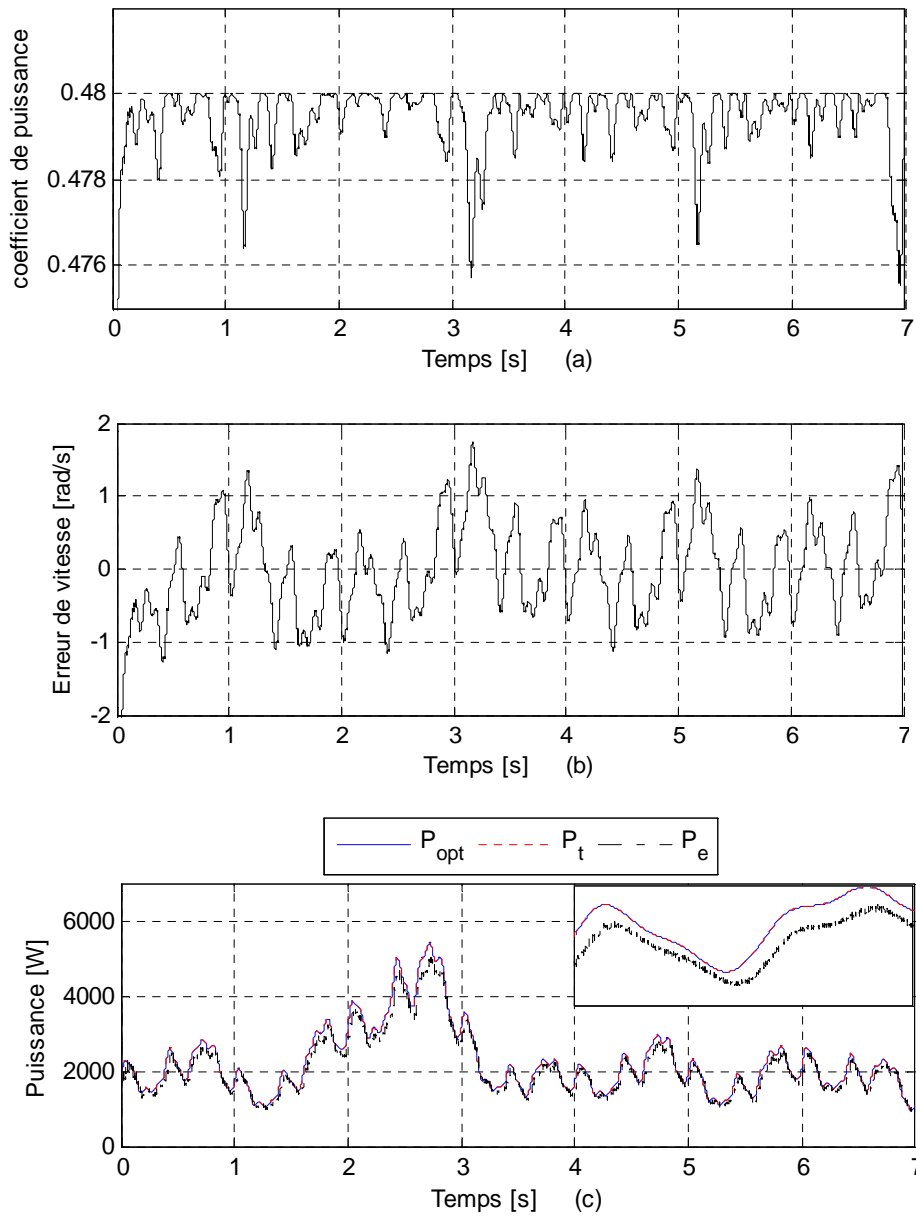 coefficient de puissance
0.48
0.478
0.476
0 1 2 3 4 5 6 7
Temps [s] (a)
Erreur de vitesse [rad/s]
2
1
0
-1
-2
0 1 2 3 4 5 6 7
Temps [s] (b)
P_opt P_t P_e
Puissance [W]
6000
4000
2000
0
0 1 2 3 4 5 6 7
Temps [s] (c)